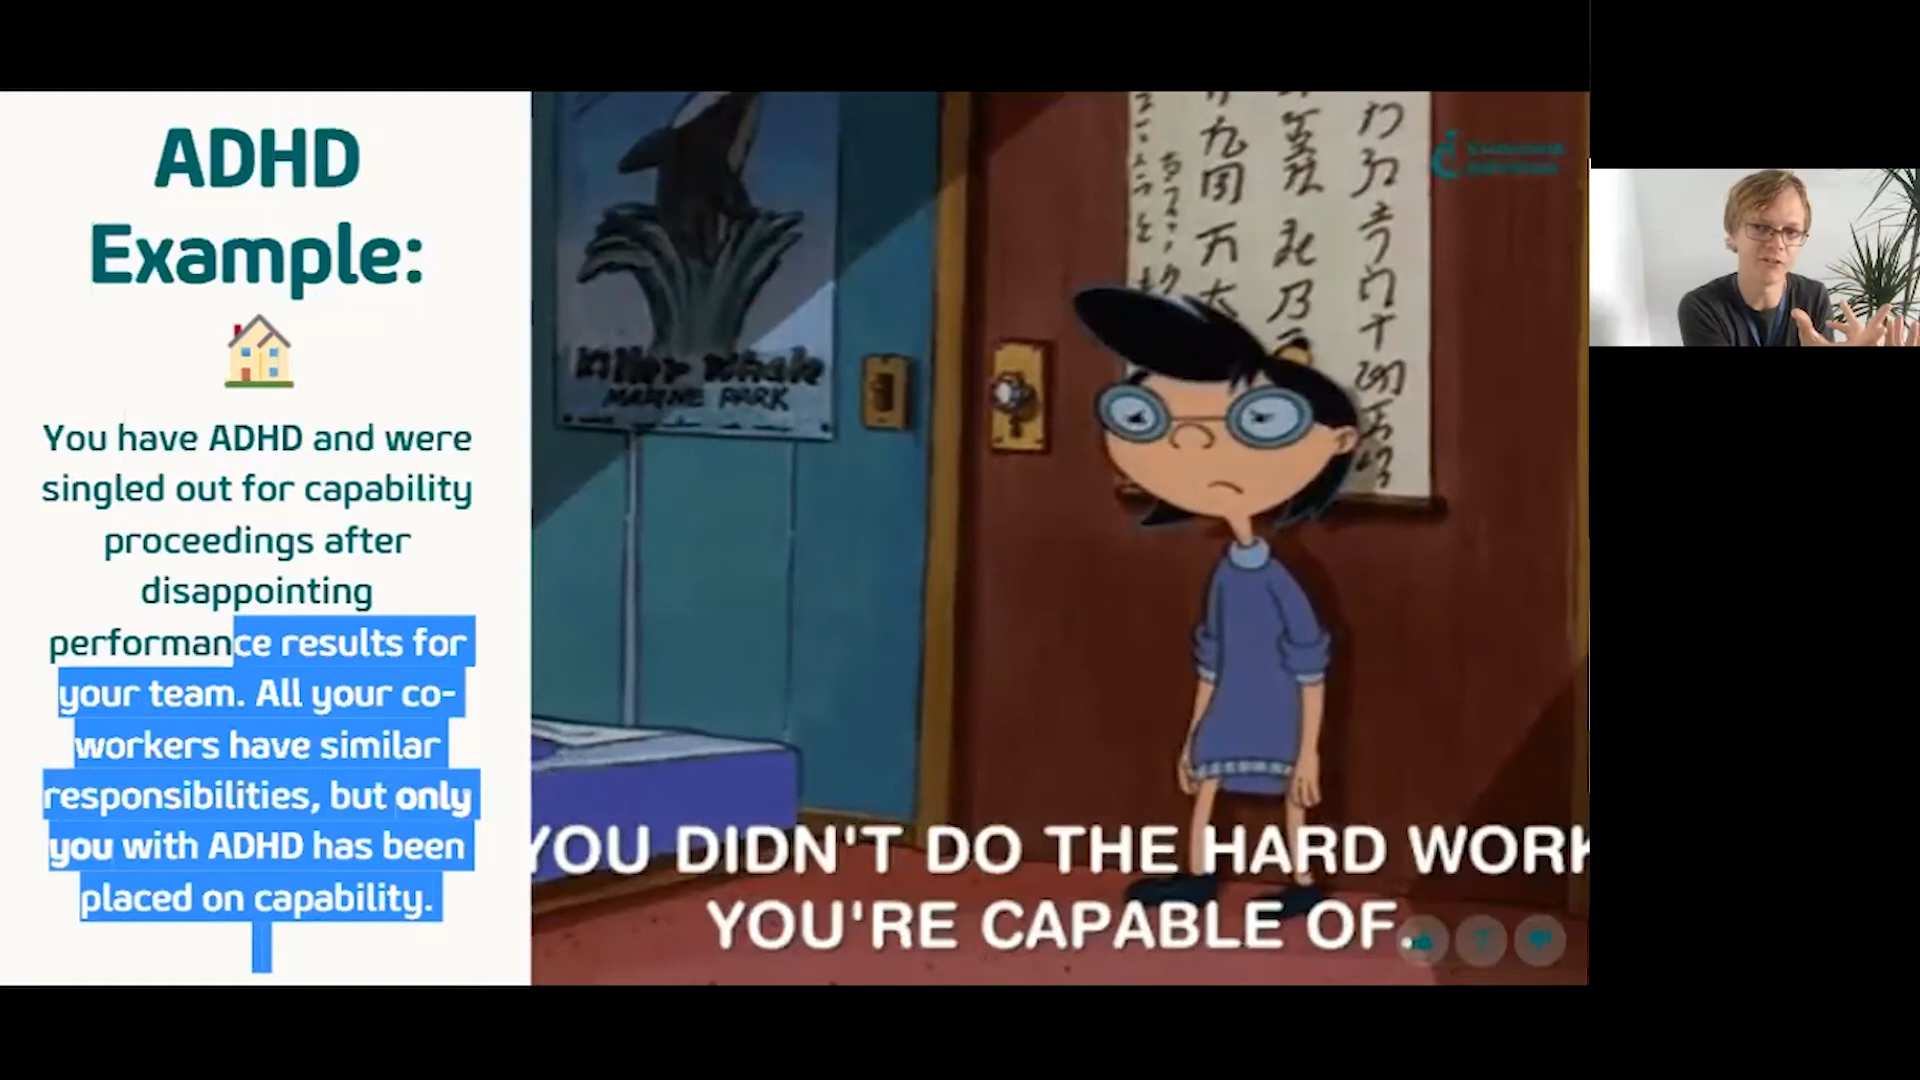 ADHD
Example:
You have ADHD and were
singled out for capability
proceedings after
disappointing
performance results for
your team. All your co-
workers have similar
responsibilities, but only
you with ADHD has been
placed on capability.
killer whale
MARINE PARK
YOU DIDN'T DO THE HARD WORK
YOU'RE CAPABLE OF.